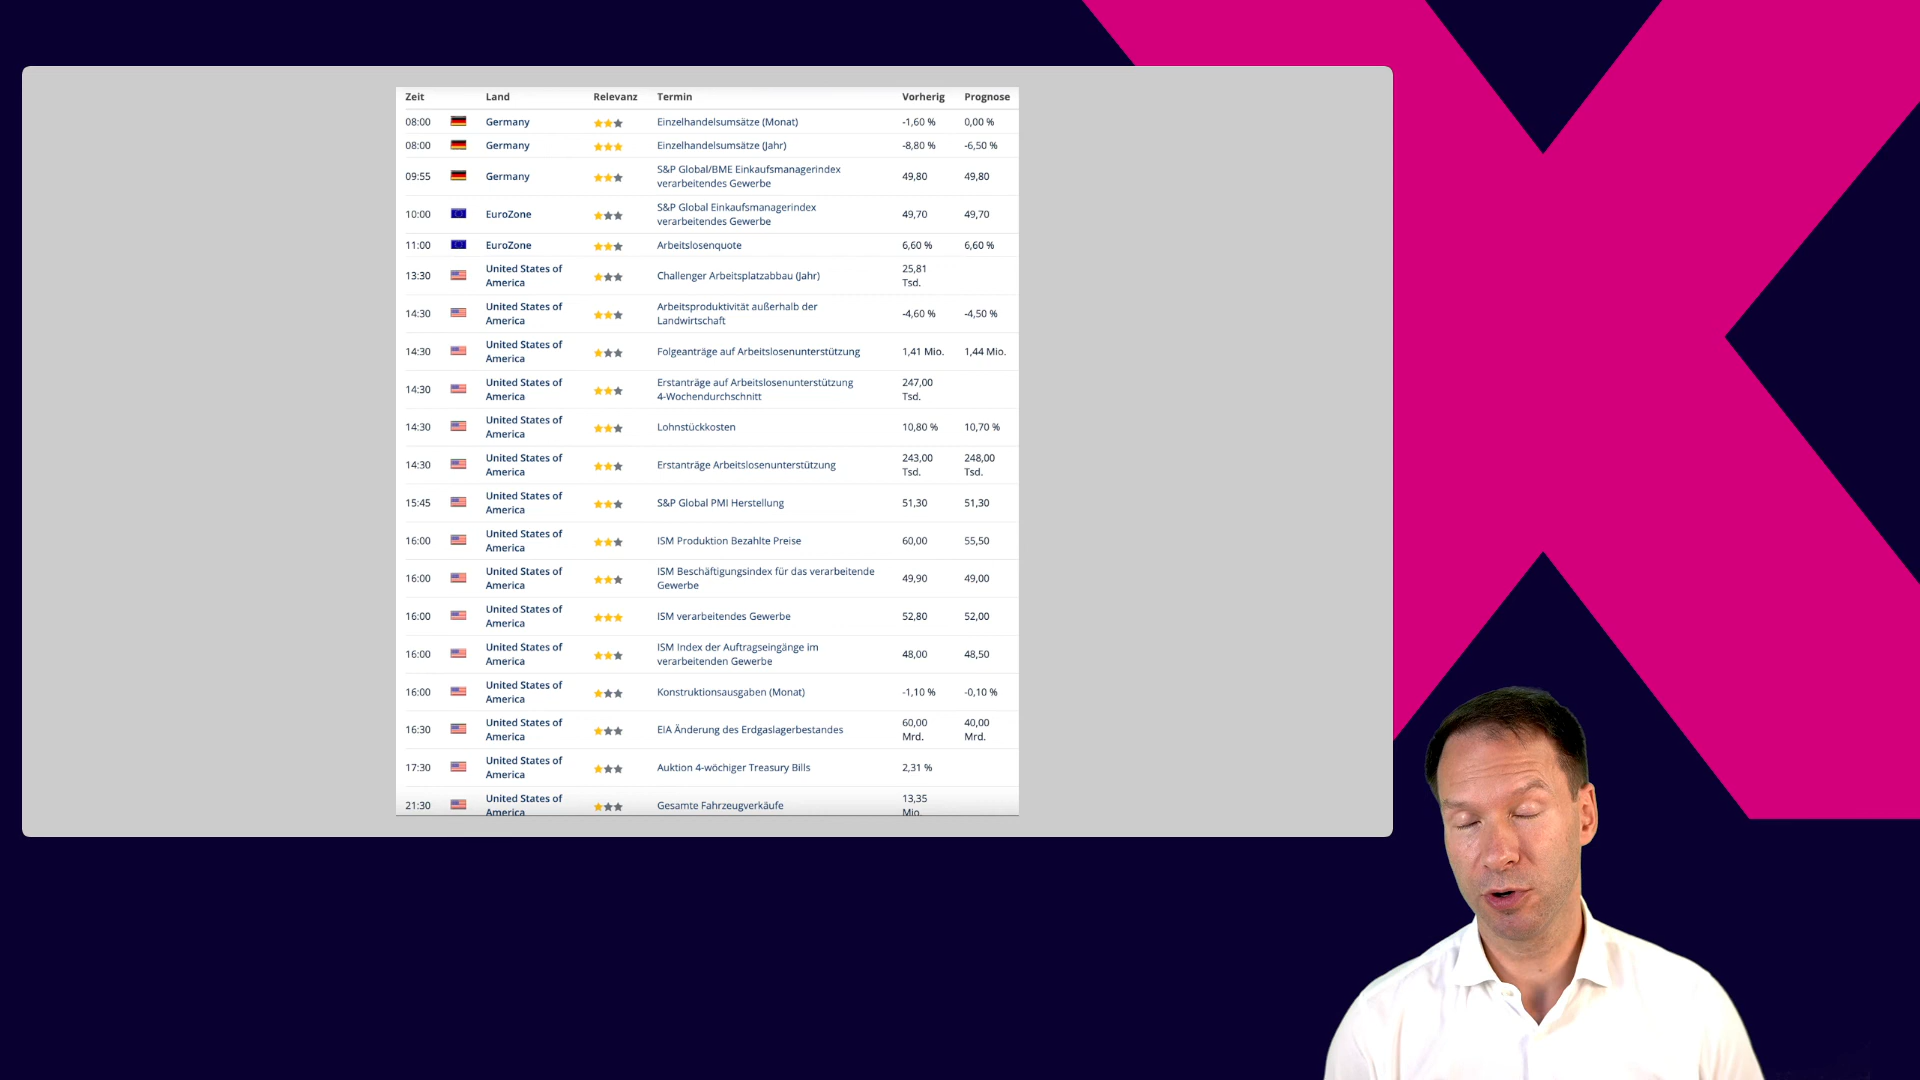 Zeit Land Relevanz Termin Vorherig Prognose
08:00 Germany Einzelhandelsumsätze (Monat) -1,60 % 0,00 %
08:00 Germany Einzelhandelsumsätze (Jahr) -8,80 % -6,50 %
09:55 Germany S&P Global/BME Einkaufsmanagerindex verarbeitendes Gewerbe 49,80 49,80
10:00 EuroZone S&P Global Einkaufsmanagerindex verarbeitendes Gewerbe 49,70 49,70
11:00 EuroZone Arbeitslosenquote 6,60 % 6,60 %
13:30 United States of America Challenger Arbeitsplatzabbau (Jahr) 25,81 Tsd.
14:30 United States of America Arbeitsproduktivität außerhalb der Landwirtschaft -4,60 % -4,50 %
14:30 United States of America Folgeanträge auf Arbeitslosenunterstützung 1,41 Mio. 1,44 Mio.
14:30 United States of America Erstanträge auf Arbeitslosenunterstützung 4-Wochendurchschnitt 247,00 Tsd.
14:30 United States of America Lohnstückkosten 10,80 % 10,70 %
14:30 United States of America Erstanträge Arbeitslosenunterstützung 243,00 Tsd. 248,00 Tsd.
15:45 United States of America S&P Global PMI Herstellung 51,30 51,30
16:00 United States of America ISM Produktion Bezahlte Preise 60,00 55,50
16:00 United States of America ISM Beschäftigungsindex für das verarbeitende Gewerbe 49,90 49,00
16:00 United States of America ISM verarbeitendes Gewerbe 52,80 52,00
16:00 United States of America ISM Index der Auftragseingänge im verarbeitenden Gewerbe 48,00 48,50
16:00 United States of America Konstruktionsausgaben (Monat) -1,10 % -0,10 %
16:30 United States of America EIA Änderung des Erdgaslagerbestandes 60,00 Mrd. 40,00 Mrd.
17:30 United States of America Auktion 4-wöchiger Treasury Bills 2,31 %
21:30 United States of America Gesamte Fahrzeugverkäufe 13,35 Mio.